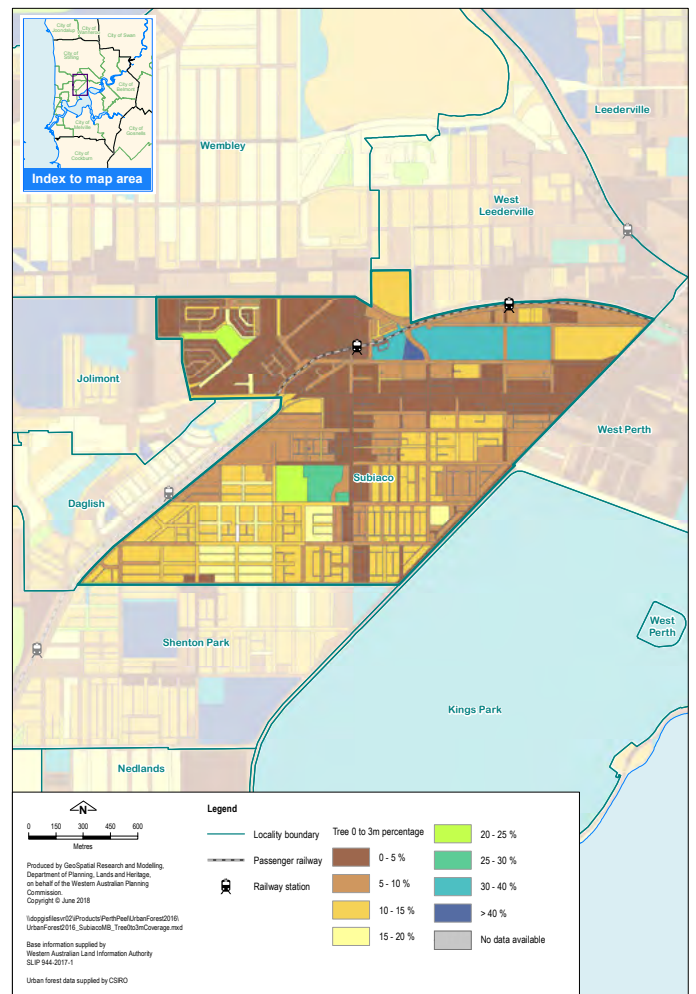 City of
Joondalup
City of
Wanneroo
City of Swan
City of
Stirling
City of
Belmont
City of
Melville
City of
Gosnells
City of
Cockburn
Index to map area
Leederville
Wembley
West
Leederville
Jolimont
West Perth
Subiaco
Daglish
West
Perth
Shenton Park
Kings Park
Nedlands
N
0 150 300 450 600
Metres
Produced by GeoSpatial Research and Modelling,
Department of Planning, Lands and Heritage,
on behalf of the Western Australian Planning
Commission.
Copyright © June 2018
\\dopgisfilesvr02\iProducts\PerthPeel\UrbanForest2016\
UrbanForest2016_SubiacoMB_Tree0to3mCoverage.mxd
Base information supplied by
Western Australian Land Information Authority
SLIP 944-2017-1
Urban forest data supplied by CSIRO
Legend
Locality boundary
Passenger railway
Railway station
Tree 0 to 3m percentage
0 - 5 %
5 - 10 %
10 - 15 %
15 - 20 %
20 - 25 %
25 - 30 %
30 - 40 %
> 40 %
No data available